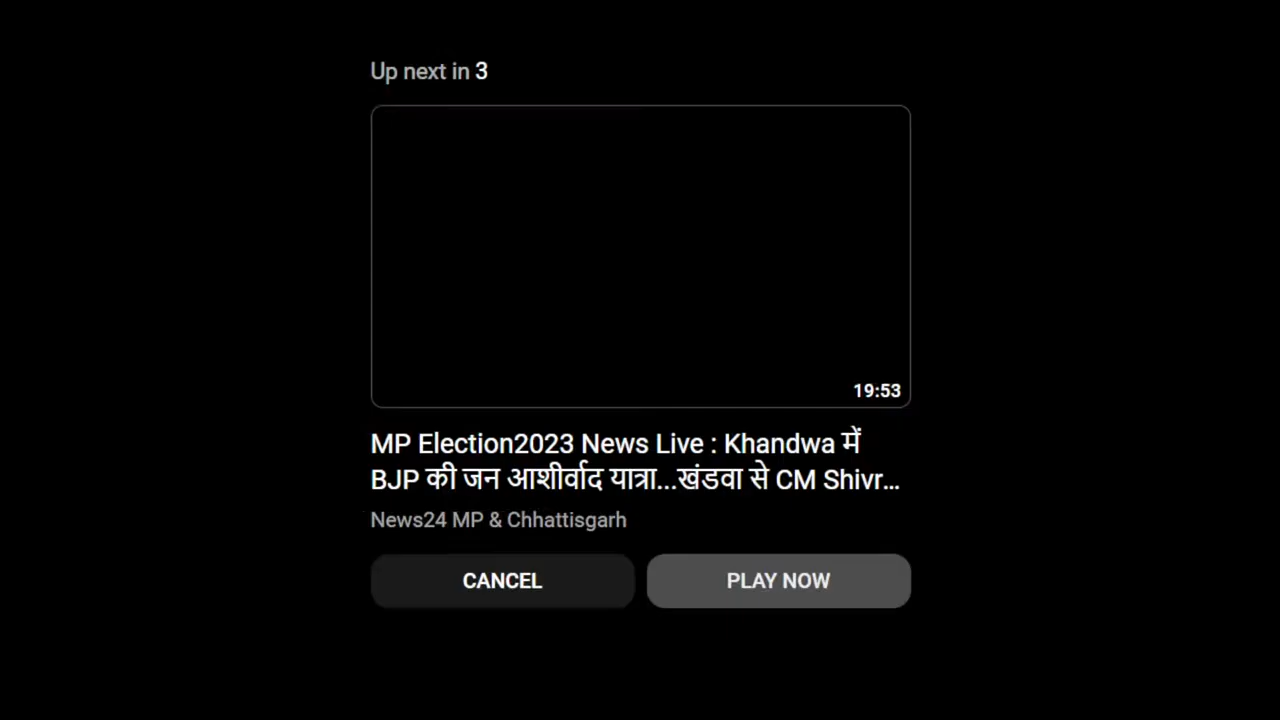 Up next in 3
19:53
MP Election2023 News Live : Khandwa में
BJP की जन आशीर्वाद यात्रा...खंडवा से CM Shivr...
News24 MP & Chhattisgarh
CANCEL
PLAY NOW